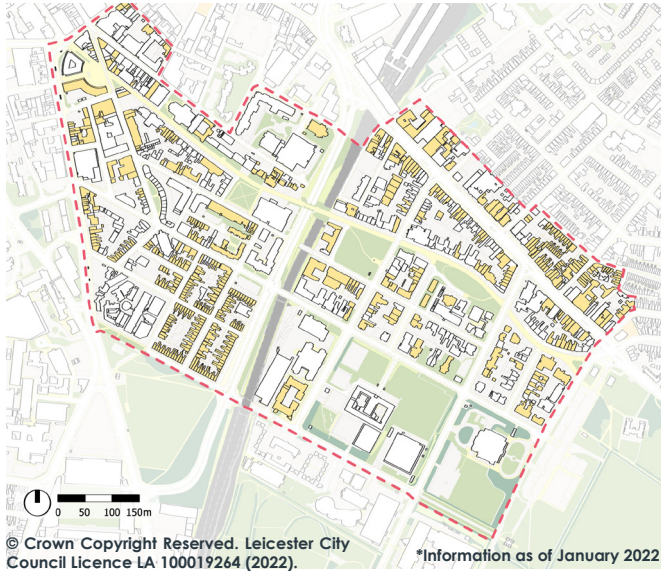 0 50 100 150m
© Crown Copyright Reserved. Leicester City
Council Licence LA 100019264 (2022).
*Information as of January 2022